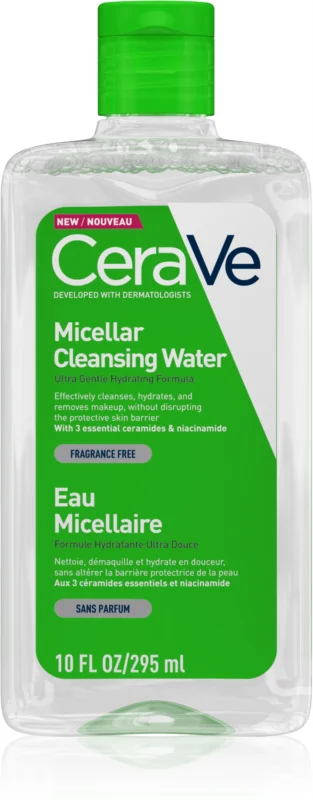 NEW / NOUVEAU
CeraVe
DEVELOPED WITH DERMATOLOGISTS
Micellar
Cleansing Water
Ultra Gentle Hydrating Formula
Effectively cleanses, hydrates, and
removes makeup, without disrupting
the protective skin barrier
With 3 essential ceramides & niacinamide
FRAGRANCE FREE
Eau
Micellaire
Formule Hydratante Ultra Douce
Nettoie, démaquille et hydrate en douceur,
sans altérer la barrière protectrice de la peau
Aux 3 céramides essentiels et niacinamide
SANS PARFUM
10 FL OZ/295 ml